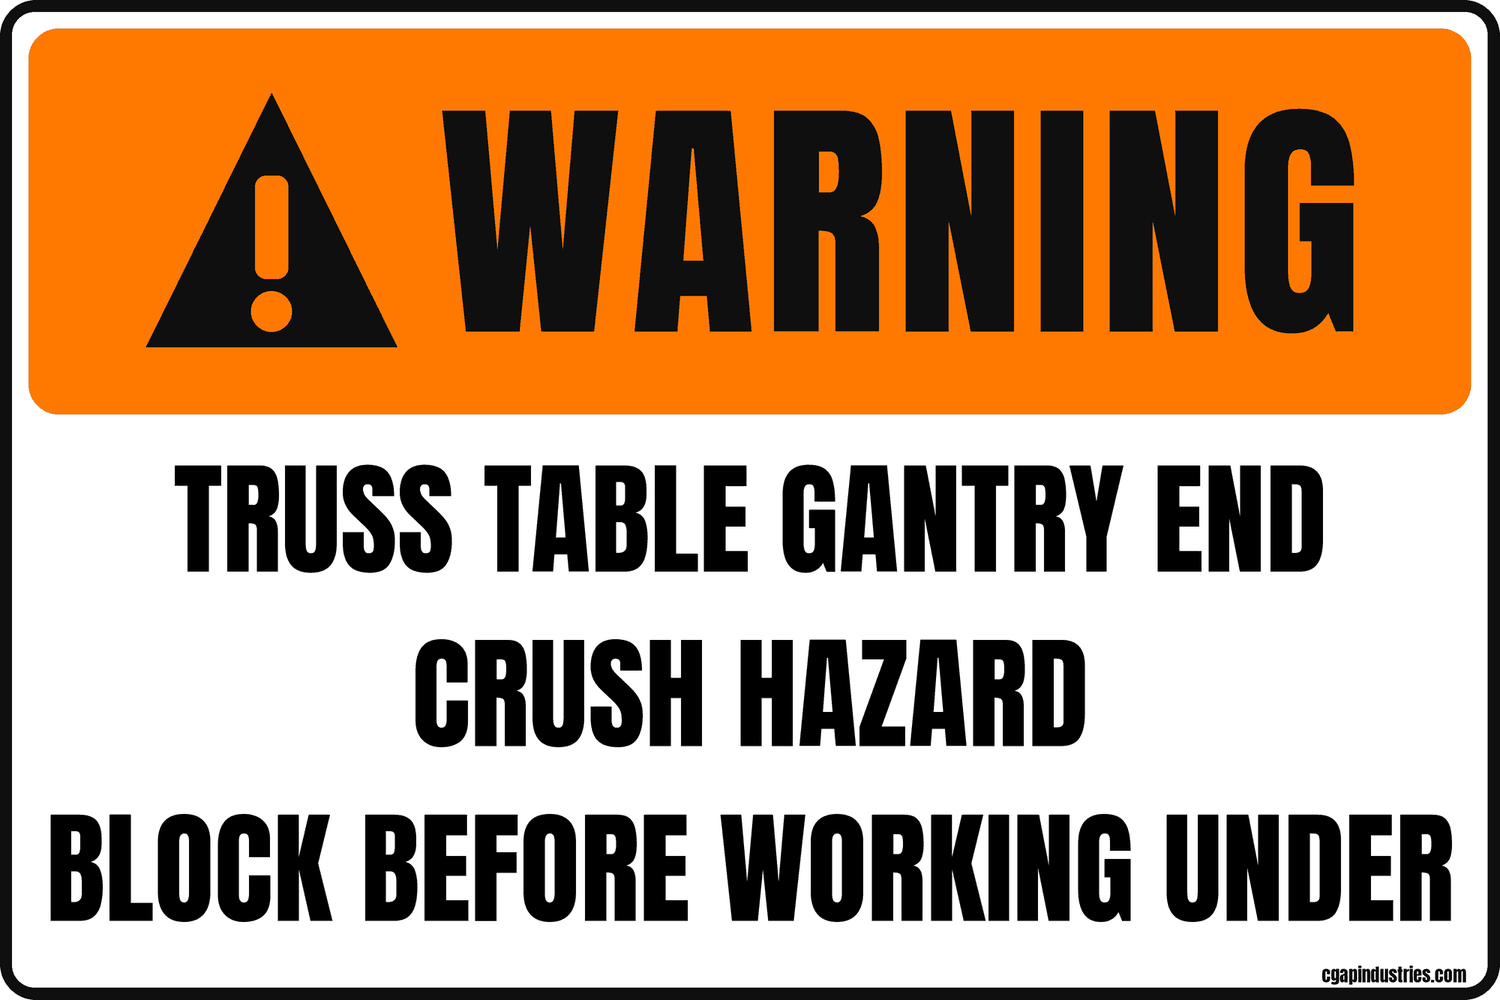 WARNING
TRUSS TABLE GANTRY END
CRUSH HAZARD
BLOCK BEFORE WORKING UNDER
cgapindustries.com